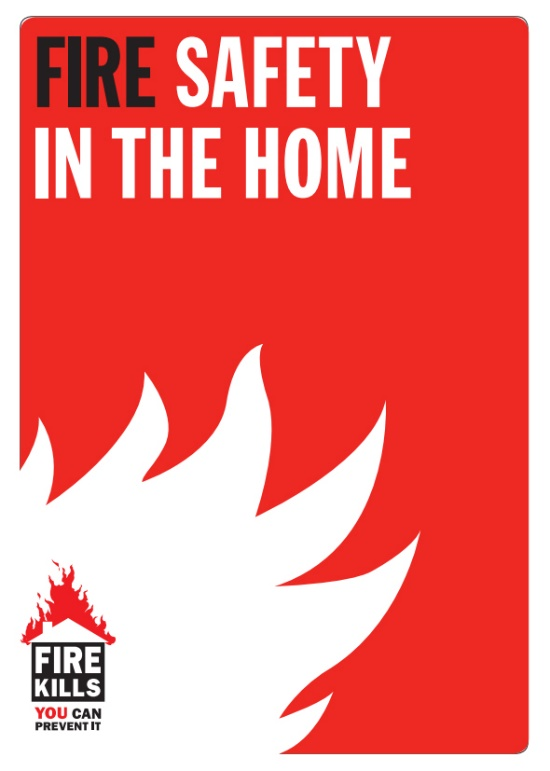 FIRE SAFETY
IN THE HOME
FIRE
KILLS
YOU CAN
PREVENT IT